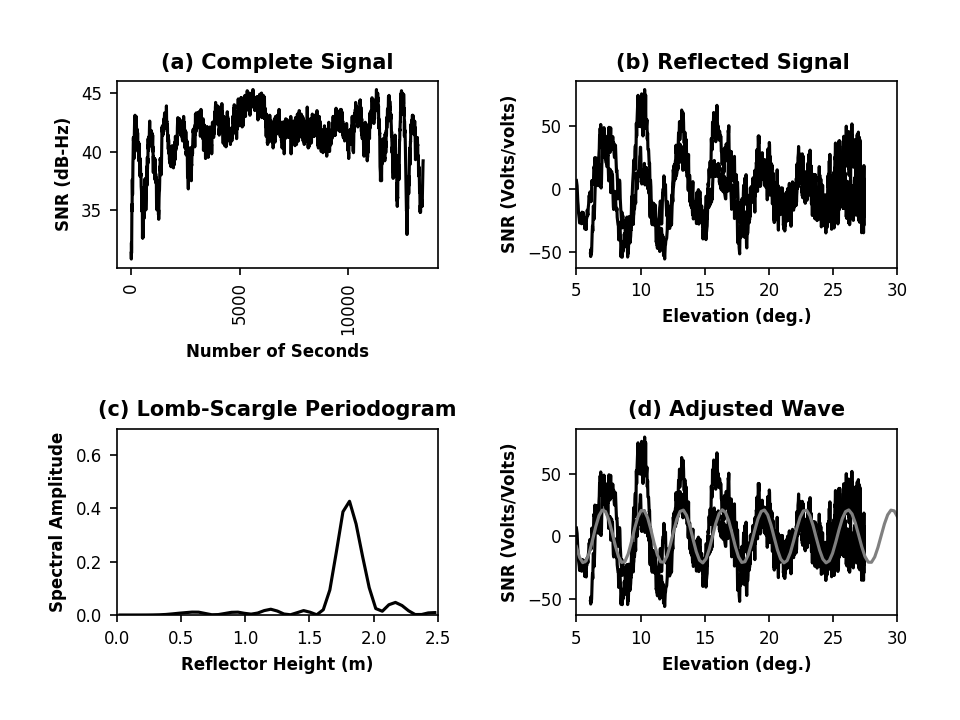 (a) Complete Signal
SNR (dB-Hz)
45
40
35
0
5000
10000
Number of Seconds
(b) Reflected Signal
SNR (Volts/volts)
50
0
−50
5 10 15 20 25 30
Elevation (deg.)
(c) Lomb-Scargle Periodogram
Spectral Amplitude
0.6
0.4
0.2
0.0
0.0 0.5 1.0 1.5 2.0 2.5
Reflector Height (m)
(d) Adjusted Wave
SNR (Volts/Volts)
50
0
−50
5 10 15 20 25 30
Elevation (deg.)